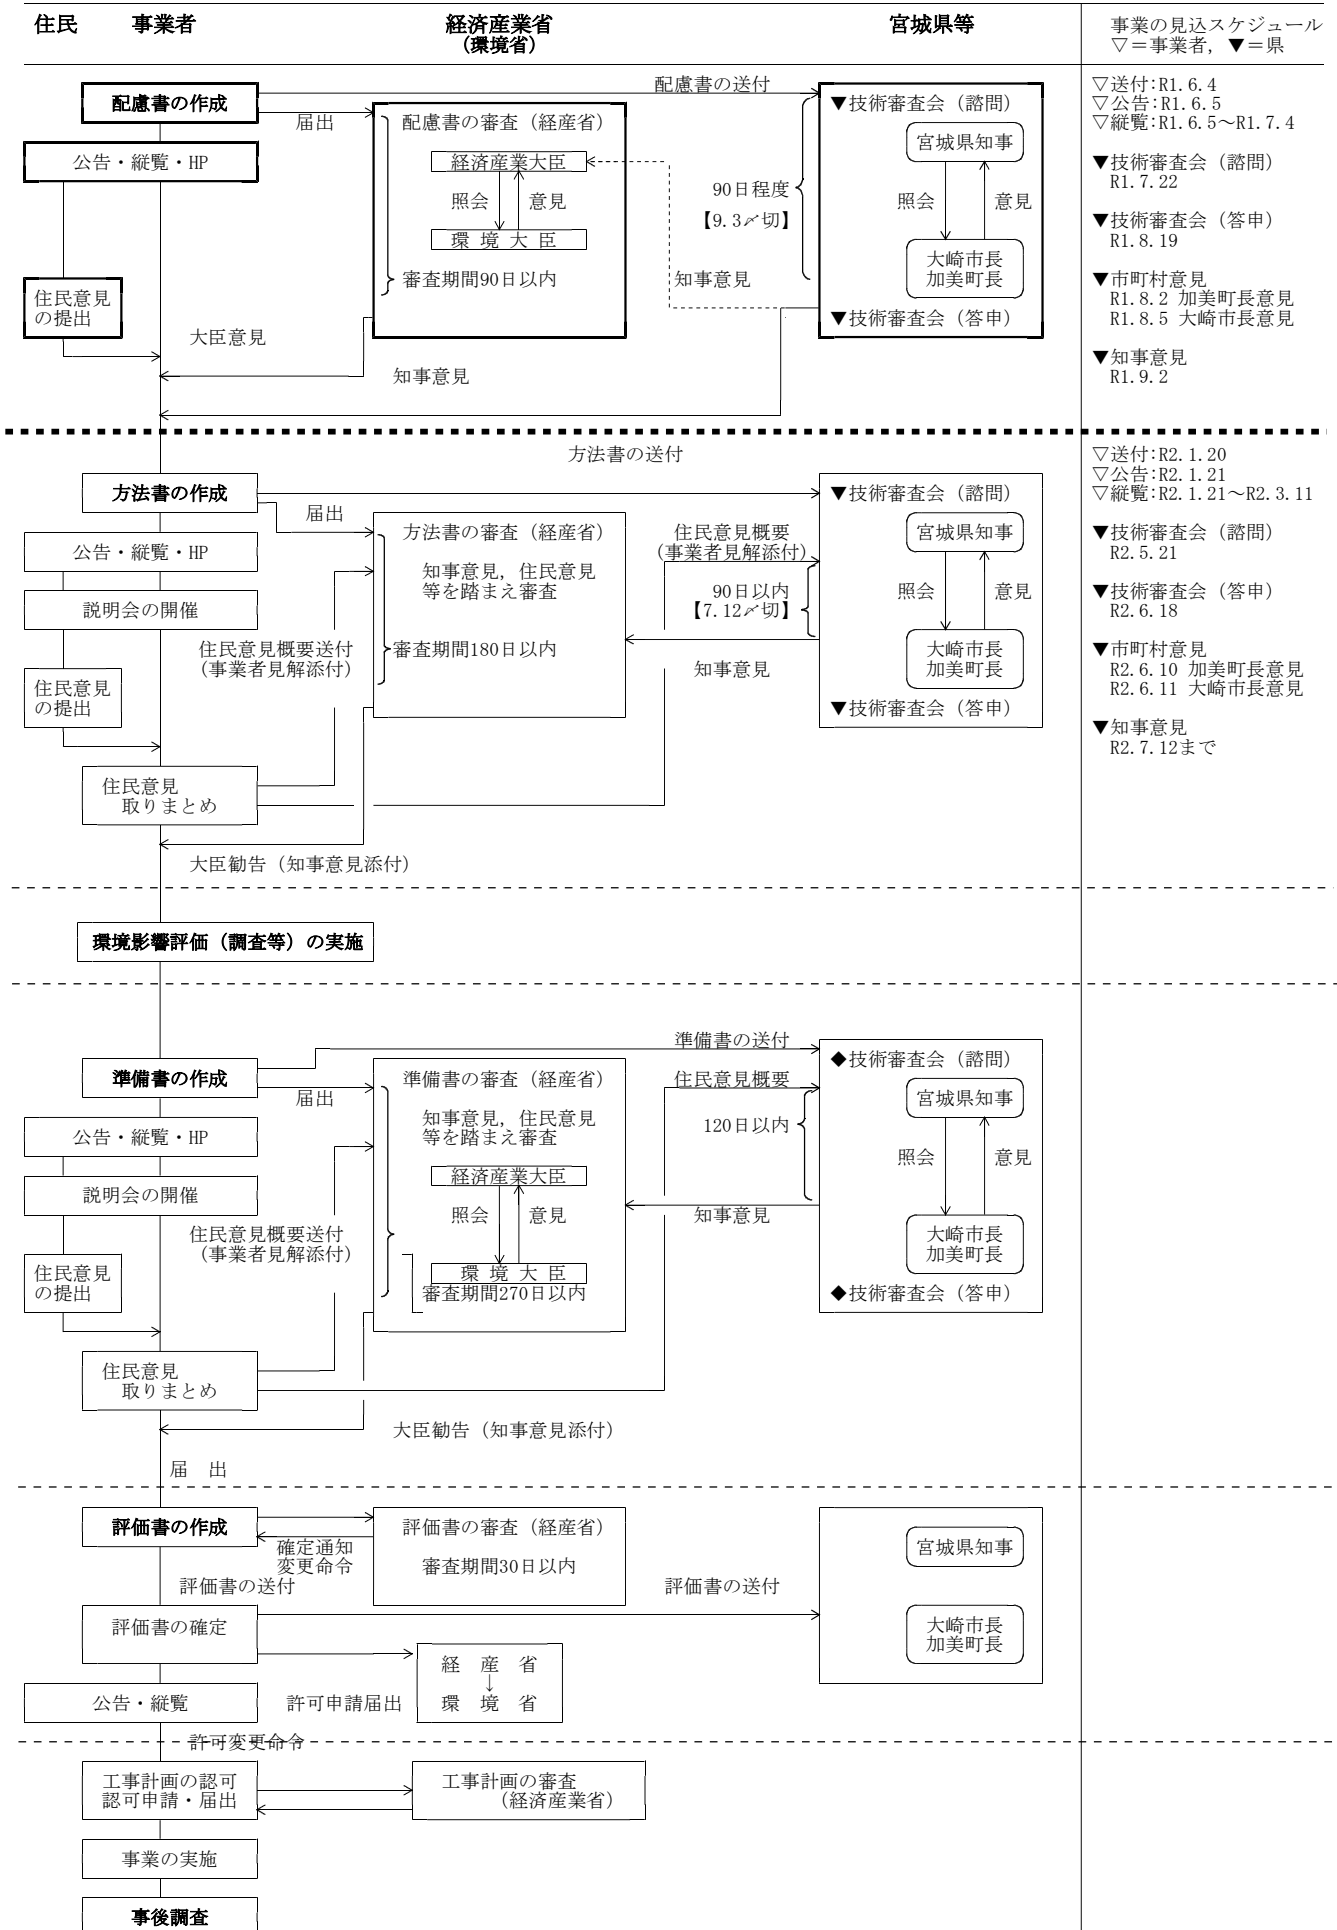 住民 事業者 経済産業省 宮城県等
(環境省)
事業の見込スケジュール
▽＝事業者，▼＝県
配慮書の送付
配慮書の作成
届出
公告・縦覧・HP
配慮書の審査（経産省）
経済産業大臣
照会 意見
環 境 大 臣
審査期間90日以内
90日程度
【9.3〆切】
知事意見
▼技術審査会（諮問）
宮城県知事
照会 意見
大崎市長
加美町長
▼技術審査会（答申）
住民意見
の提出
大臣意見
知事意見
▽送付:R1.6.4
▽公告:R1.6.5
▽縦覧:R1.6.5～R1.7.4
▼技術審査会（諮問）
R1.7.22
▼技術審査会（答申）
R1.8.19
▼市町村意見
R1.8.2 加美町長意見
R1.8.5 大崎市長意見
▼知事意見
R1.9.2
方法書の送付
方法書の作成
届出
公告・縦覧・HP
説明会の開催
方法書の審査（経産省）
知事意見，住民意見
等を踏まえ審査
審査期間180日以内
住民意見概要送付
(事業者見解添付)
住民意見概要
(事業者見解添付)
90日以内
【7.12〆切】
知事意見
▼技術審査会（諮問）
宮城県知事
照会 意見
大崎市長
加美町長
▼技術審査会（答申）
住民意見
の提出
住民意見
取りまとめ
大臣勧告（知事意見添付）
▽送付:R2.1.20
▽公告:R2.1.21
▽縦覧:R2.1.21～R2.3.11
▼技術審査会（諮問）
R2.5.21
▼技術審査会（答申）
R2.6.18
▼市町村意見
R2.6.10 加美町長意見
R2.6.11 大崎市長意見
▼知事意見
R2.7.12まで
環境影響評価（調査等）の実施
準備書の送付
準備書の作成
届出
公告・縦覧・HP
説明会の開催
準備書の審査（経産省）
知事意見，住民意見
等を踏まえ審査
経済産業大臣
照会 意見
環 境 大 臣
審査期間270日以内
住民意見概要送付
（事業者見解添付）
住民意見概要
120日以内
知事意見
◆技術審査会（諮問）
宮城県知事
照会 意見
大崎市長
加美町長
◆技術審査会（答申）
住民意見
の提出
住民意見
取りまとめ
大臣勧告（知事意見添付）
届 出
評価書の作成
確定通知
変更命令
評価書の審査（経産省）
審査期間30日以内
評価書の送付
評価書の送付
宮城県知事
大崎市長
加美町長
評価書の確定
経 産 省
↓
環 境 省
公告・縦覧
許可申請届出
許可変更命令
工事計画の認可
認可申請・届出
工事計画の審査
（経済産業省）
事業の実施
事後調査